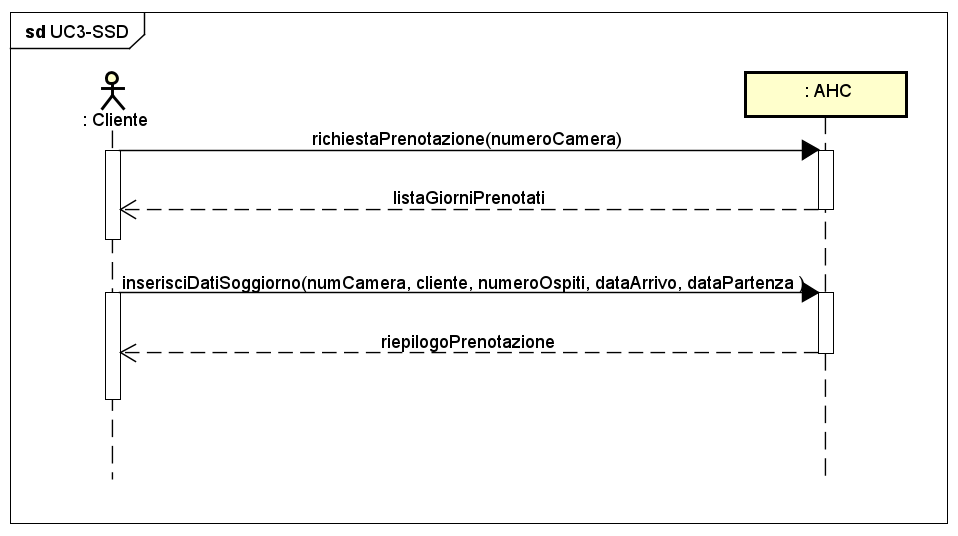 sd UC3-SSD
: Cliente
: AHC
richiestaPrenotazione(numeroCamera)
listaGiorniPrenotati
inserisciDatiSoggiorno(numCamera, cliente, numeroOspiti, dataArrivo, dataPartenza )
riepilogoPrenotazione